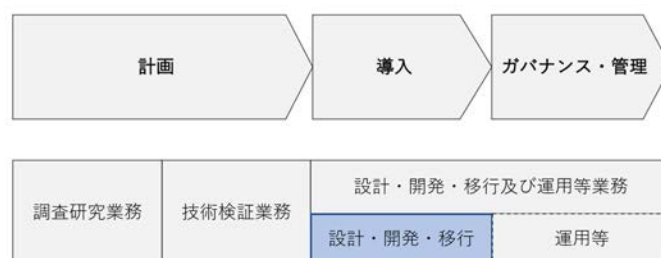 計画
導入
ガバナンス・管理
調査研究業務
技術検証業務
設計・開発・移行及び運用等業務
設計・開発・移行
運用等